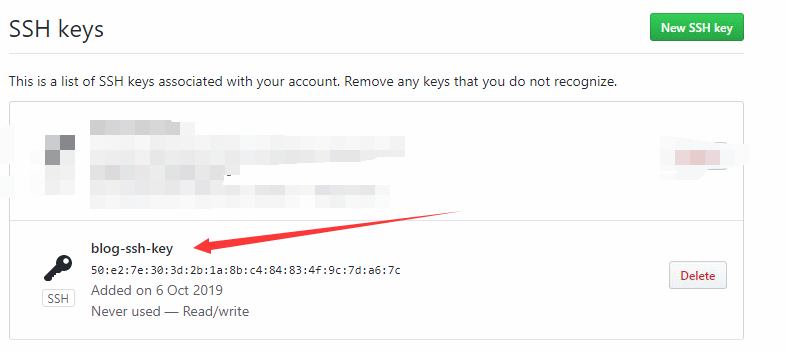 SSH keys
New SSH key
This is a list of SSH keys associated with your account. Remove any keys that you do not recognize.
blog-ssh-key
50:e2:7e:30:3d:2b:1a:8b:c4:84:83:4f:9c:7d:a6:7c
Delete
SSH
Added on 6 Oct 2019
Never used — Read/write